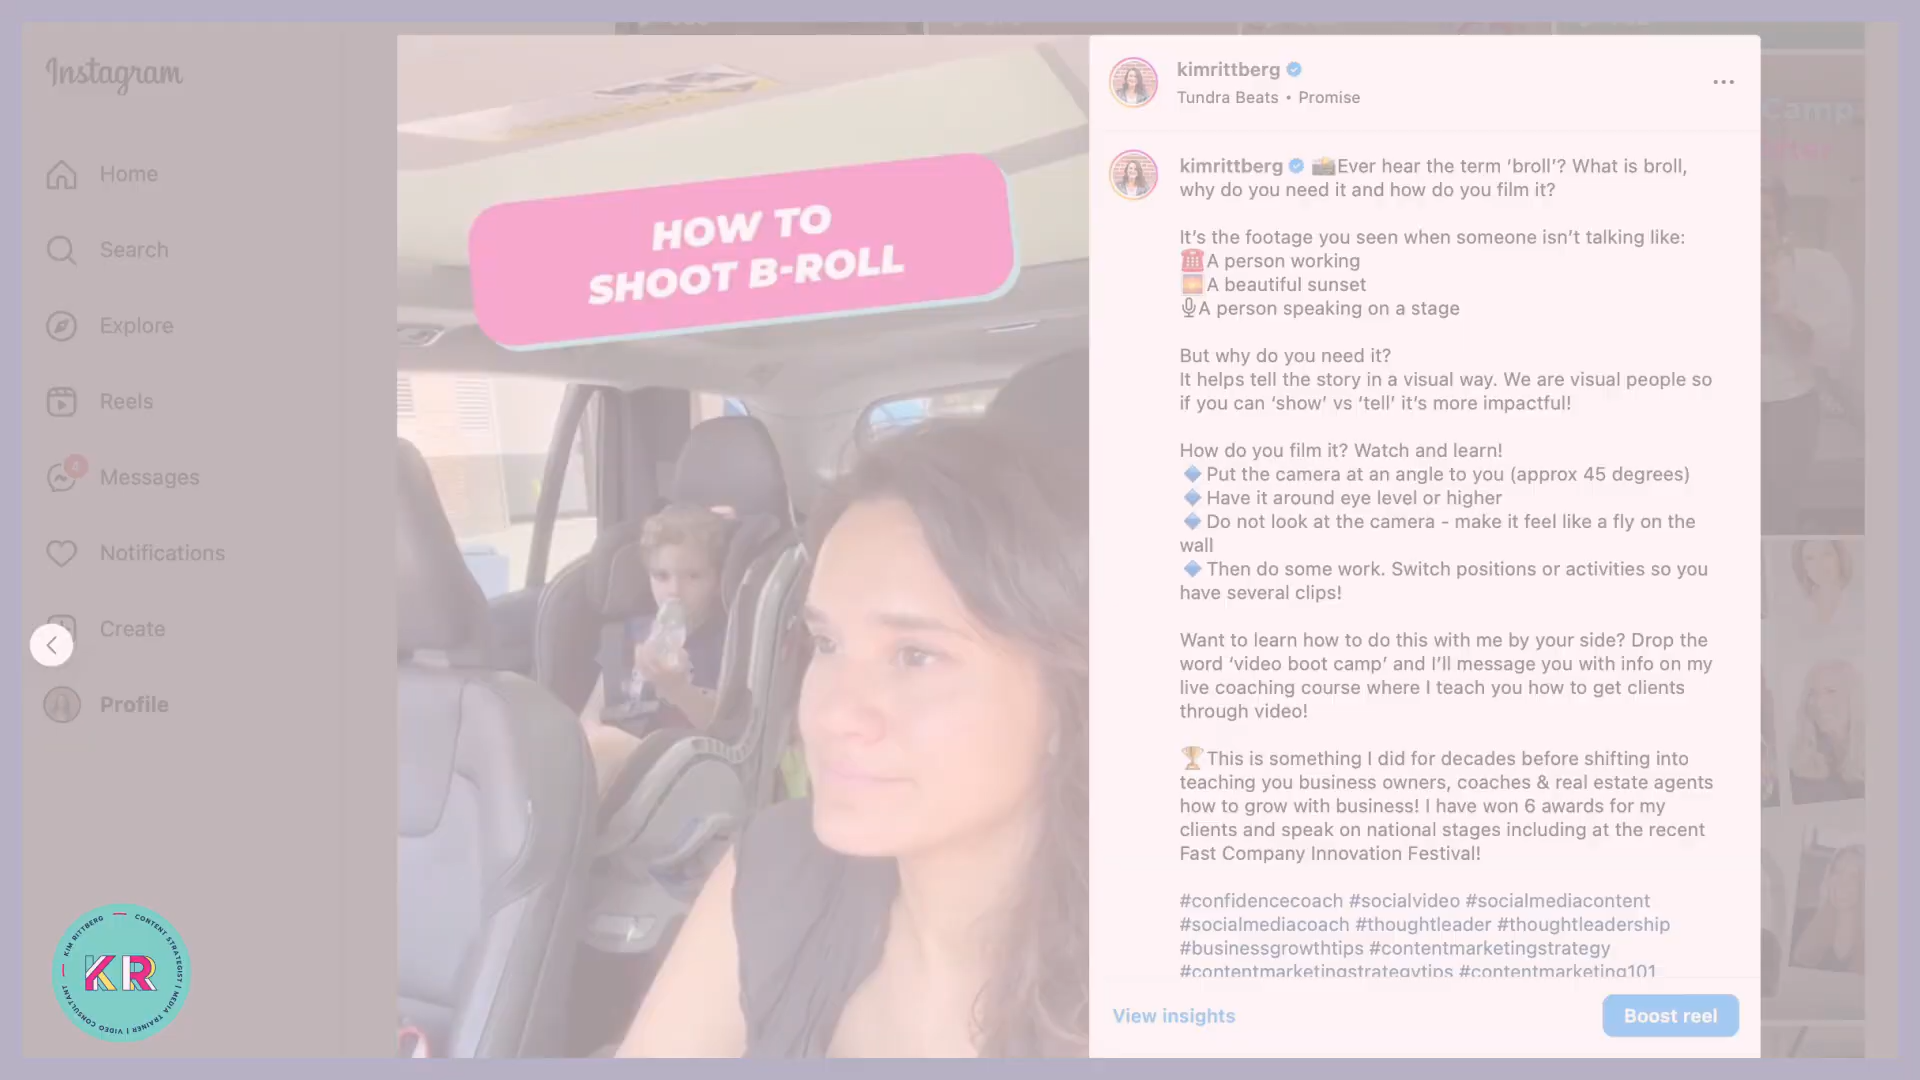 Instagram
Home
Search
Explore
Reels
4
Messages
Notifications
Create
Profile
HOW TO
SHOOT B-ROLL
kimrittberg
Tundra Beats • Promise
kimrittberg 📸Ever hear the term ‘broll’? What is broll,
why do you need it and how do you film it?
It’s the footage you seen when someone isn’t talking like:
☎️A person working
🌅A beautiful sunset
🎙A person speaking on a stage
But why do you need it?
It helps tell the story in a visual way. We are visual people so
if you can ‘show’ vs ‘tell’ it’s more impactful!
How do you film it? Watch and learn!
🔹Put the camera at an angle to you (approx 45 degrees)
🔹Have it around eye level or higher
🔹Do not look at the camera - make it feel like a fly on the
wall
🔹Then do some work. Switch positions or activities so you
have several clips!
Want to learn how to do this with me by your side? Drop the
word ‘video boot camp’ and I’ll message you with info on my
live coaching course where I teach you how to get clients
through video!
🏆This is something I did for decades before shifting into
teaching you business owners, coaches & real estate agents
how to grow with business! I have won 6 awards for my
clients and speak on national stages including at the recent
Fast Company Innovation Festival!
#confidencecoach #socialvideo #socialmediacontent
#socialmediacoach #thoughtleader #thoughtleadership
#businessgrowthtips #contentmarketingstrategy
#contentmarketingstrategytips #contentmarketing101
View insights
Boost reel
Camp
KIM RITTBERG
CONTENT STRATEGIST | MEDIA TRAINER | VIDEO CONSULTANT
KR